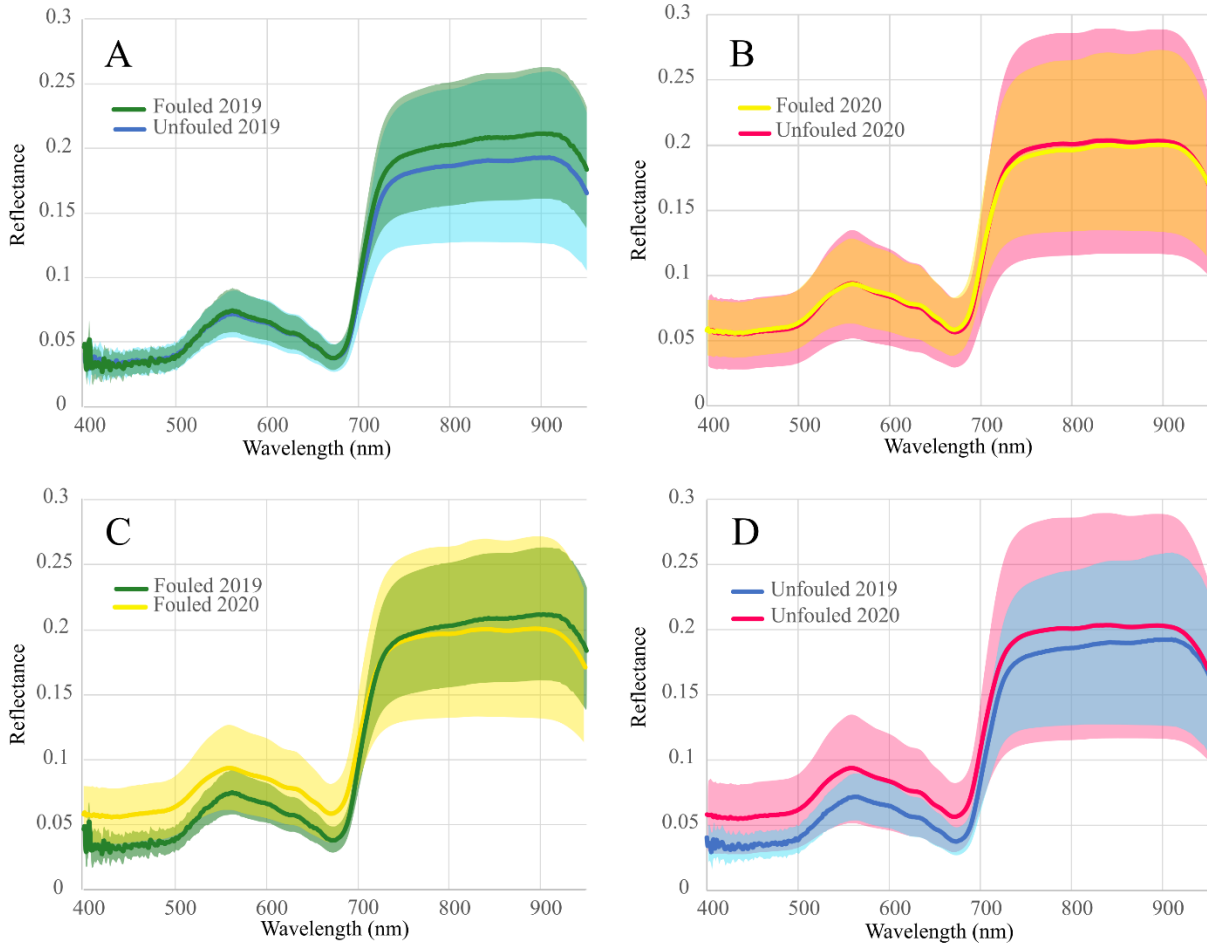 A
0.3
0.25
0.2
0.15
0.1
0.05
0
Reflectance
Fouled 2019
Unfouled 2019
400 500 600 700 800 900
Wavelength (nm)
B
0.3
0.25
0.2
0.15
0.1
0.05
0
Reflectance
Fouled 2020
Unfouled 2020
400 500 600 700 800 900
Wavelength (nm)
C
0.3
0.25
0.2
0.15
0.1
0.05
0
Reflectance
Fouled 2019
Fouled 2020
400 500 600 700 800 900
Wavelength (nm)
D
0.3
0.25
0.2
0.15
0.1
0.05
0
Reflectance
Unfouled 2019
Unfouled 2020
400 500 600 700 800 900
Wavelength (nm)